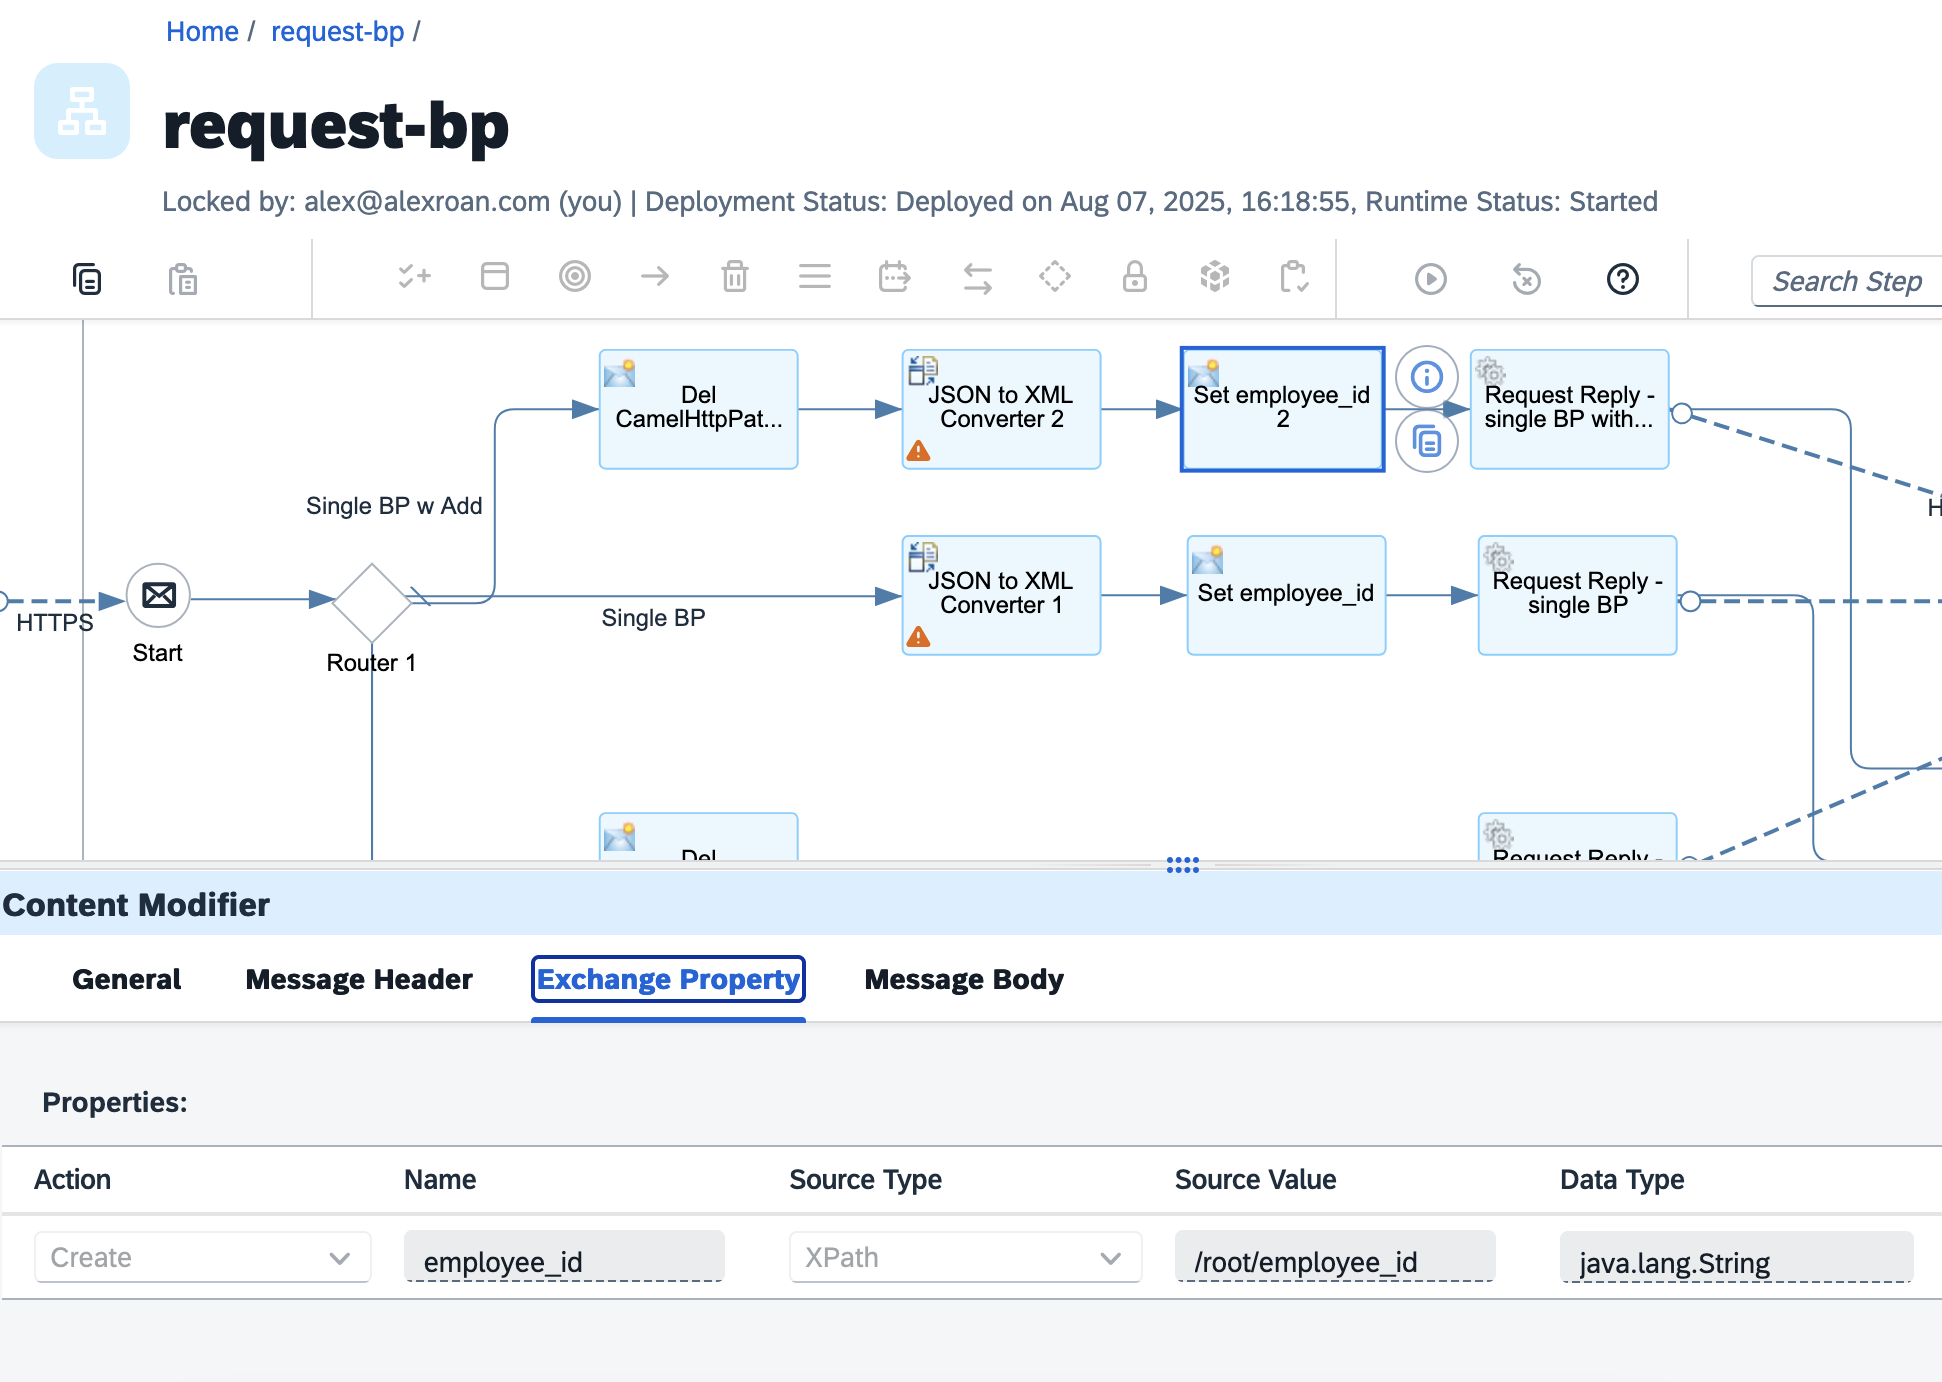 Home / request-bp /
request-bp
Locked by: alex@alexroan.com (you) | Deployment Status: Deployed on Aug 07, 2025, 16:18:55, Runtime Status: Started
Search Step
Del
CamelHttpPat...
JSON to XML
Converter 2
Set employee_id
2
Request Reply -
single BP with...
Single BP w Add
H
HTTPS
Start
Router 1
Single BP
JSON to XML
Converter 1
Set employee_id
Request Reply -
single BP
Del
Request Reply -
Content Modifier
General Message Header Exchange Property Message Body
Properties:
Action Name Source Type Source Value Data Type
Create employee_id XPath /root/employee_id java.lang.String